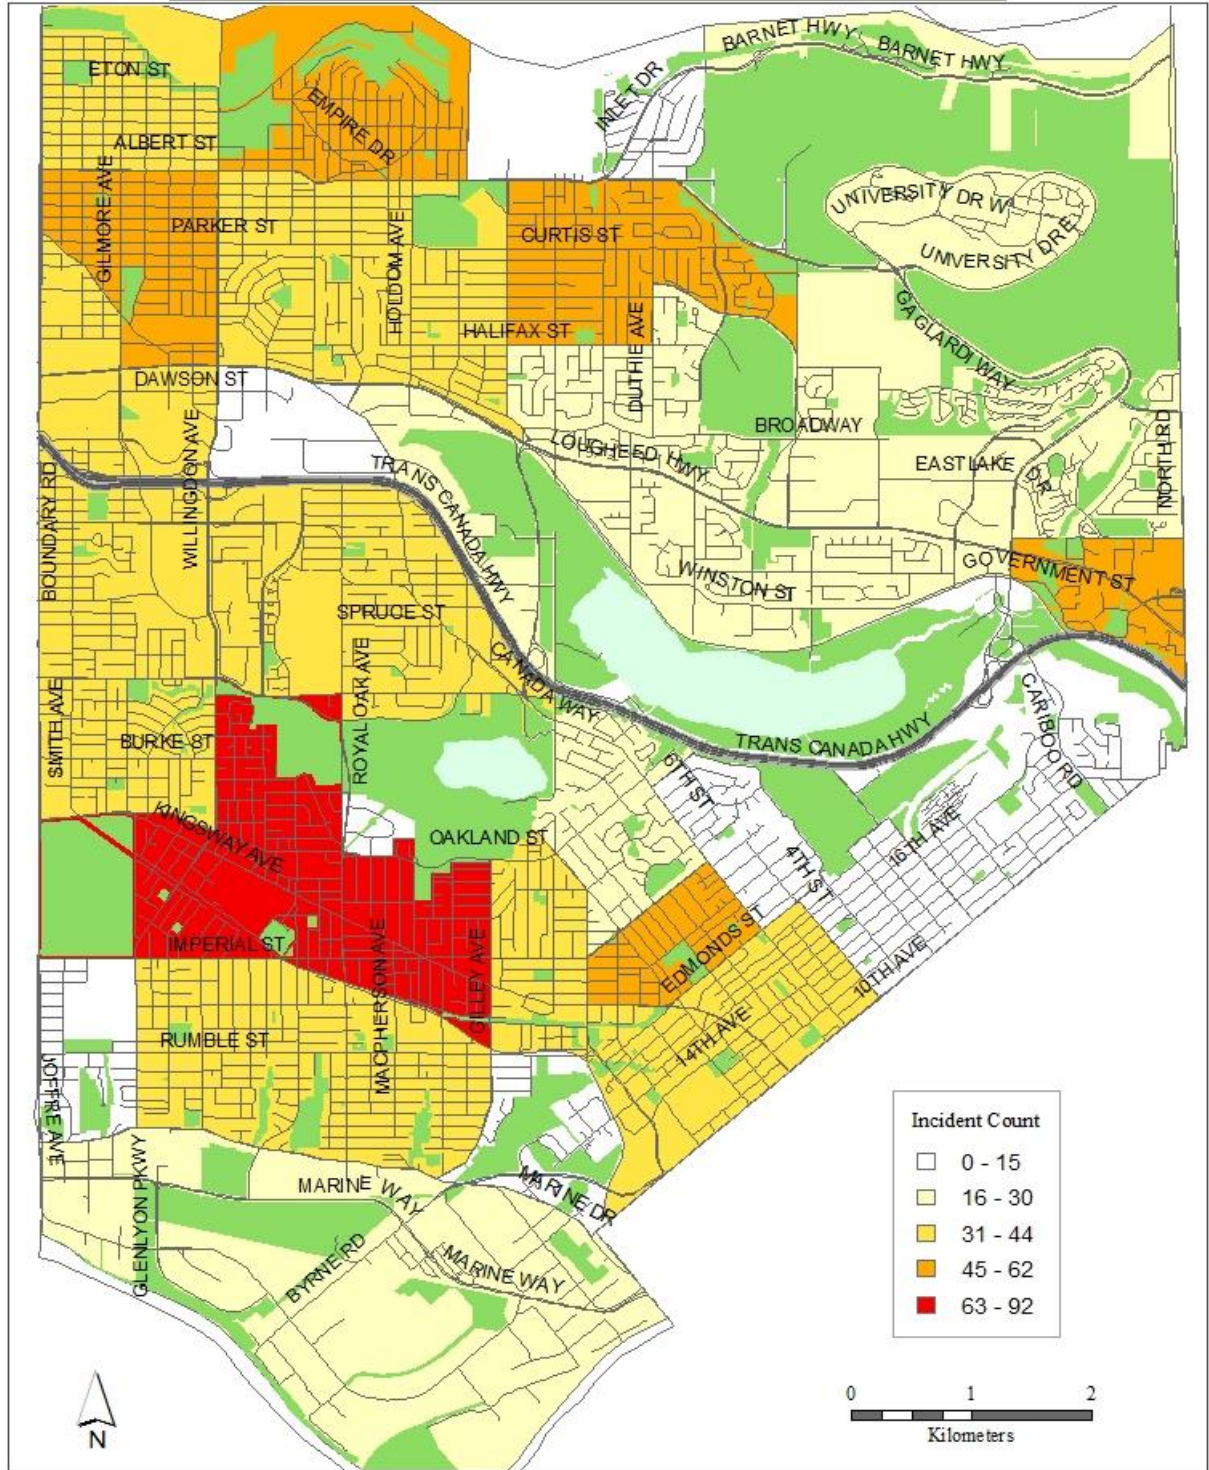 BARNET HWY
BARNET HWY
ETON ST
INLET DR
EMPIRE DR
ALBERT ST
GILMORE AVE
UNIVERSITY DR W
PARKER ST
HOLDOM AVE
CURTIS ST
UNIVERSITY DR E
HALIFAX ST
DUTHIE AVE
GAGLARDI WAY
DAWSON ST
WILLINGDON AVE
BROADWAY
LOUGHEED HWY
TRANS CANADA HWY
EASTLAKE DR
NORTH RD
BOUNDARY RD
GOVERNMENT ST
WINSTON ST
SPRUCE ST
ROYAL OAK AVE
CANADA WAY
CARIBOO RD
SMITH AVE
BURKE ST
TRANS CANADA HWY
6TH ST
KINGSWAY AVE
OAKLAND ST
16TH AVE
4TH ST
IMPERIAL ST
MACPHERSON AVE
GILLEY AVE
EDMONDS ST
10TH AVE
RUMBLE ST
14TH AVE
JOFFRE AVE
GLENLYON PKWY
MARINE WAY
MARINE DR
BYRNE RD
MARINE WAY
Incident Count
0 - 15
16 - 30
31 - 44
45 - 62
63 - 92
N
0 1 2
Kilometers